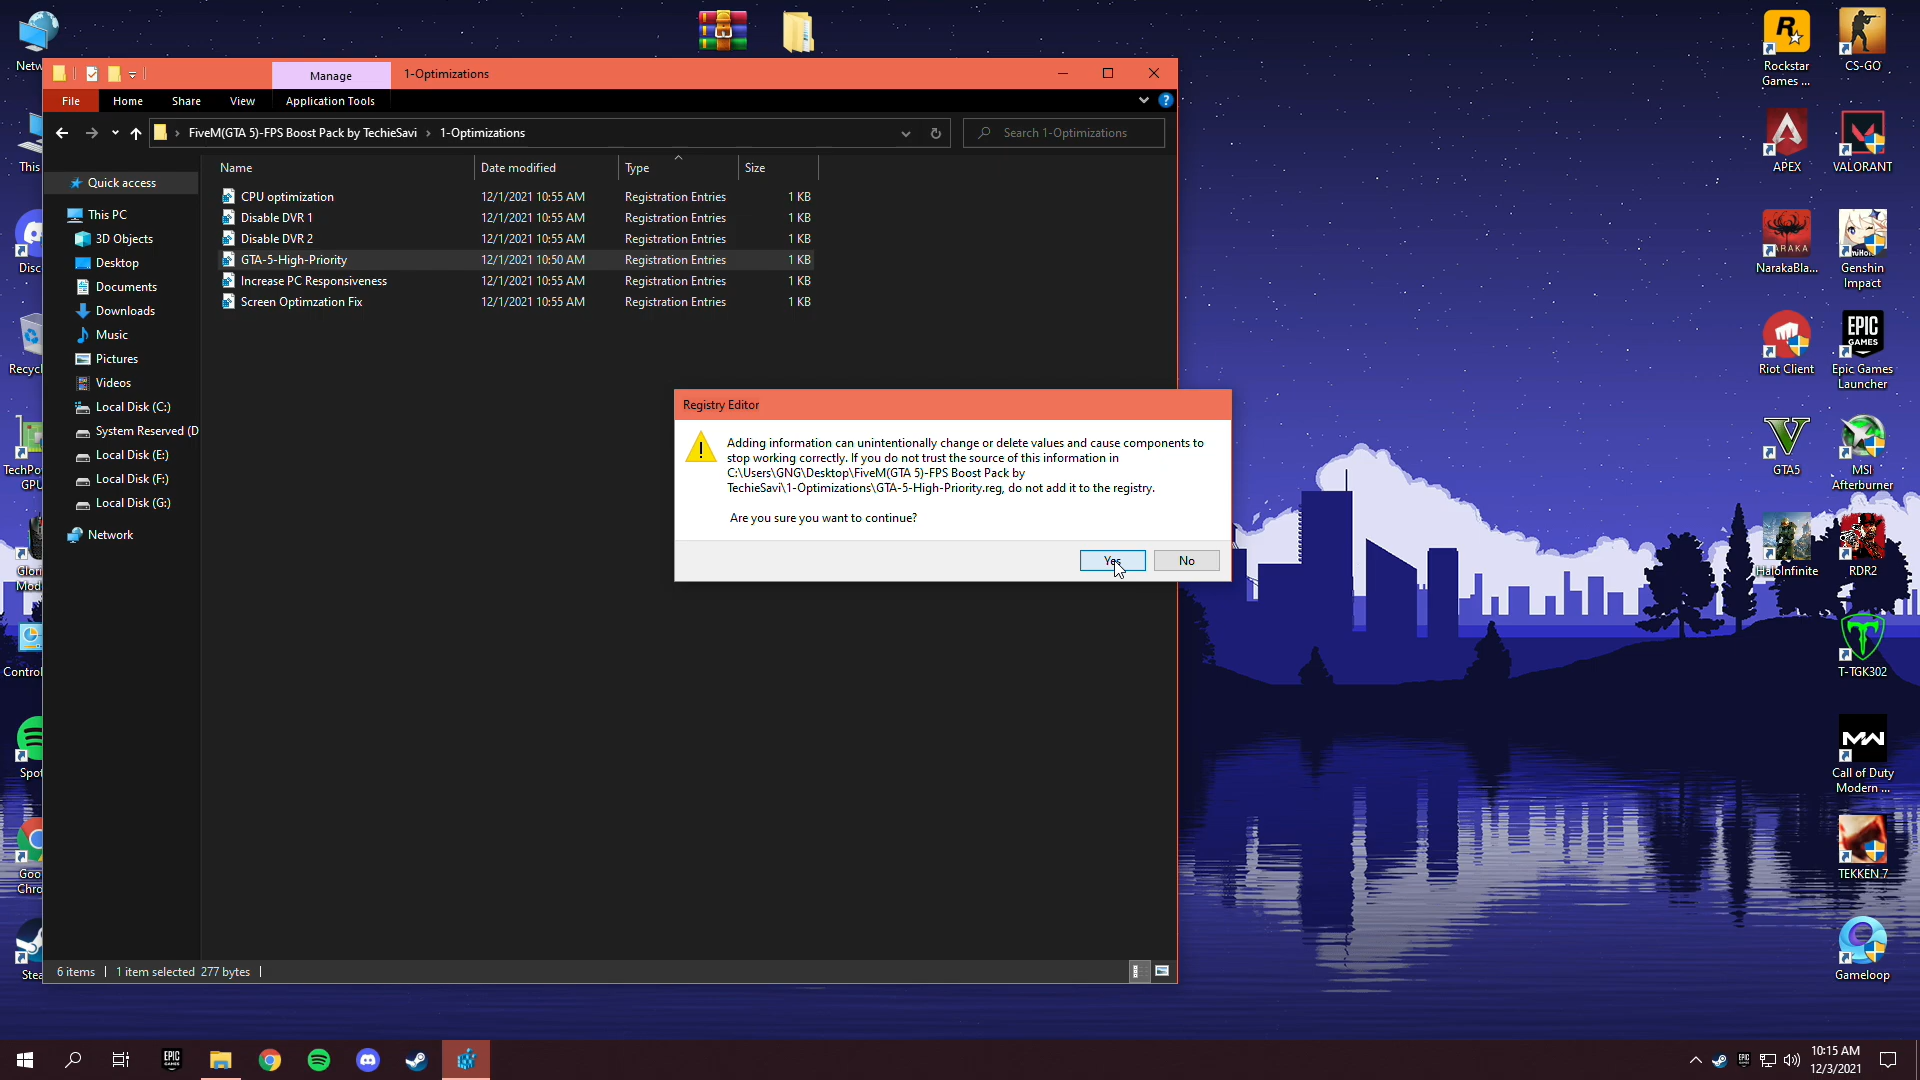 Netw
Manage
1-Optimizations
File
Home
Share
View
Application Tools
FiveM(GTA 5)-FPS Boost Pack by TechieSavi > 1-Optimizations
Search 1-Optimizations
Name
Date modified
Type
Size
CPU optimization 12/1/2021 10:55 AM Registration Entries 1 KB
Disable DVR 1 12/1/2021 10:55 AM Registration Entries 1 KB
Disable DVR 2 12/1/2021 10:55 AM Registration Entries 1 KB
GTA-5-High-Priority 12/1/2021 10:50 AM Registration Entries 1 KB
Increase PC Responsiveness 12/1/2021 10:55 AM Registration Entries 1 KB
Screen Optimzation Fix 12/1/2021 10:55 AM Registration Entries 1 KB
Quick access
This PC
3D Objects
Desktop
Documents
Downloads
Music
Pictures
Videos
Local Disk (C:)
System Reserved (D
Local Disk (E:)
Local Disk (F:)
Local Disk (G:)
Network
This
Disc
Recycl
TechPo
GPU
Glori
Mod
Control
Spot
Goo
Chro
Stea
Registry Editor
Adding information can unintentionally change or delete values and cause components to
stop working correctly. If you do not trust the source of this information in
C:\Users\GNG\Desktop\FiveM(GTA 5)-FPS Boost Pack by
TechieSavi\1-Optimizations\GTA-5-High-Priority.reg, do not add it to the registry.
Are you sure you want to continue?
Yes
No
6 items
1 item selected 277 bytes
Rockstar
Games ...
CS-GO
APEX
VALORANT
NarakaBla...
Genshin
Impact
Riot Client
EPIC
GAMES
Epic Games
Launcher
GTA5
MSI
Afterburner
HaloInfinite
RDR2
T-TGK302
Call of Duty
Modern ...
TEKKEN 7
Gameloop
EPIC
10:15 AM
12/3/2021